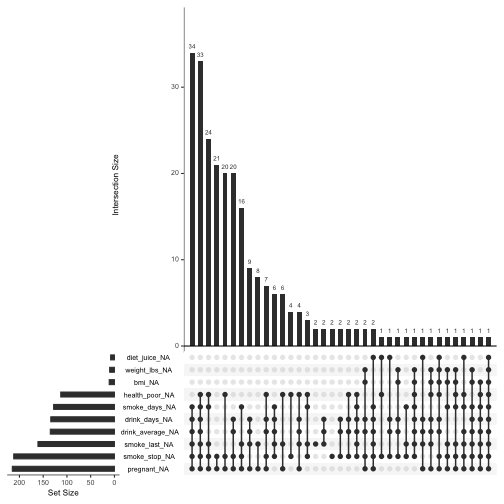 34
33
24
21
20 20
16
9
8
7
6 6
4 4
3
2 2 2 2 2 2 2 2
1 1 1 1 1 1 1 1 1 1 1 1 1 1
30
20
10
0
Intersection Size
diet_juice_NA
weight_lbs_NA
bmi_NA
health_poor_NA
smoke_days_NA
drink_days_NA
drink_average_NA
smoke_last_NA
smoke_stop_NA
pregnant_NA
200 150 100 50 0
Set Size